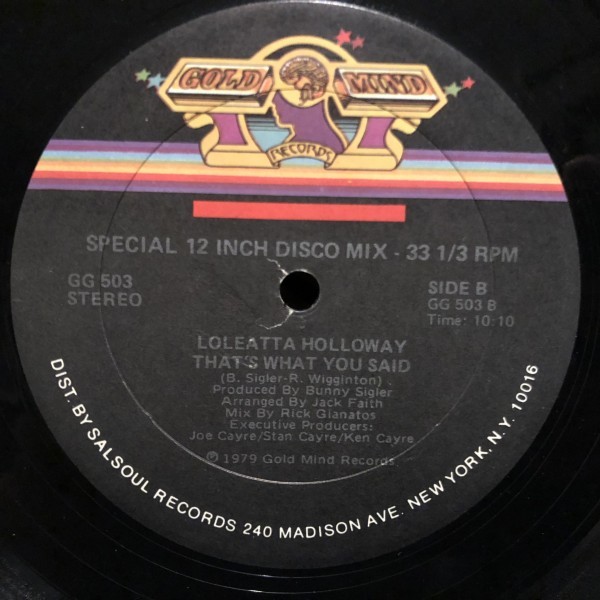 GOLD MIND
RECORDS
SPECIAL 12 INCH DISCO MIX - 33 1/3 RPM
GG 503
STEREO
SIDE B
GG 503 B
Time: 10:10
LOLEATTA HOLLOWAY
THAT'S WHAT YOU SAID
(B. Sigler-R. Wigginton)
Produced By Bunny Sigler
Arranged By Jack Faith
Mix By Rick Gianatos
Executive Producers:
Joe Cayre/Stan Cayre/Ken Cayre
℗ 1979 Gold Mind Records
DIST. BY SALSOUL RECORDS 240 MADISON AVE. NEW YORK, N.Y. 10016